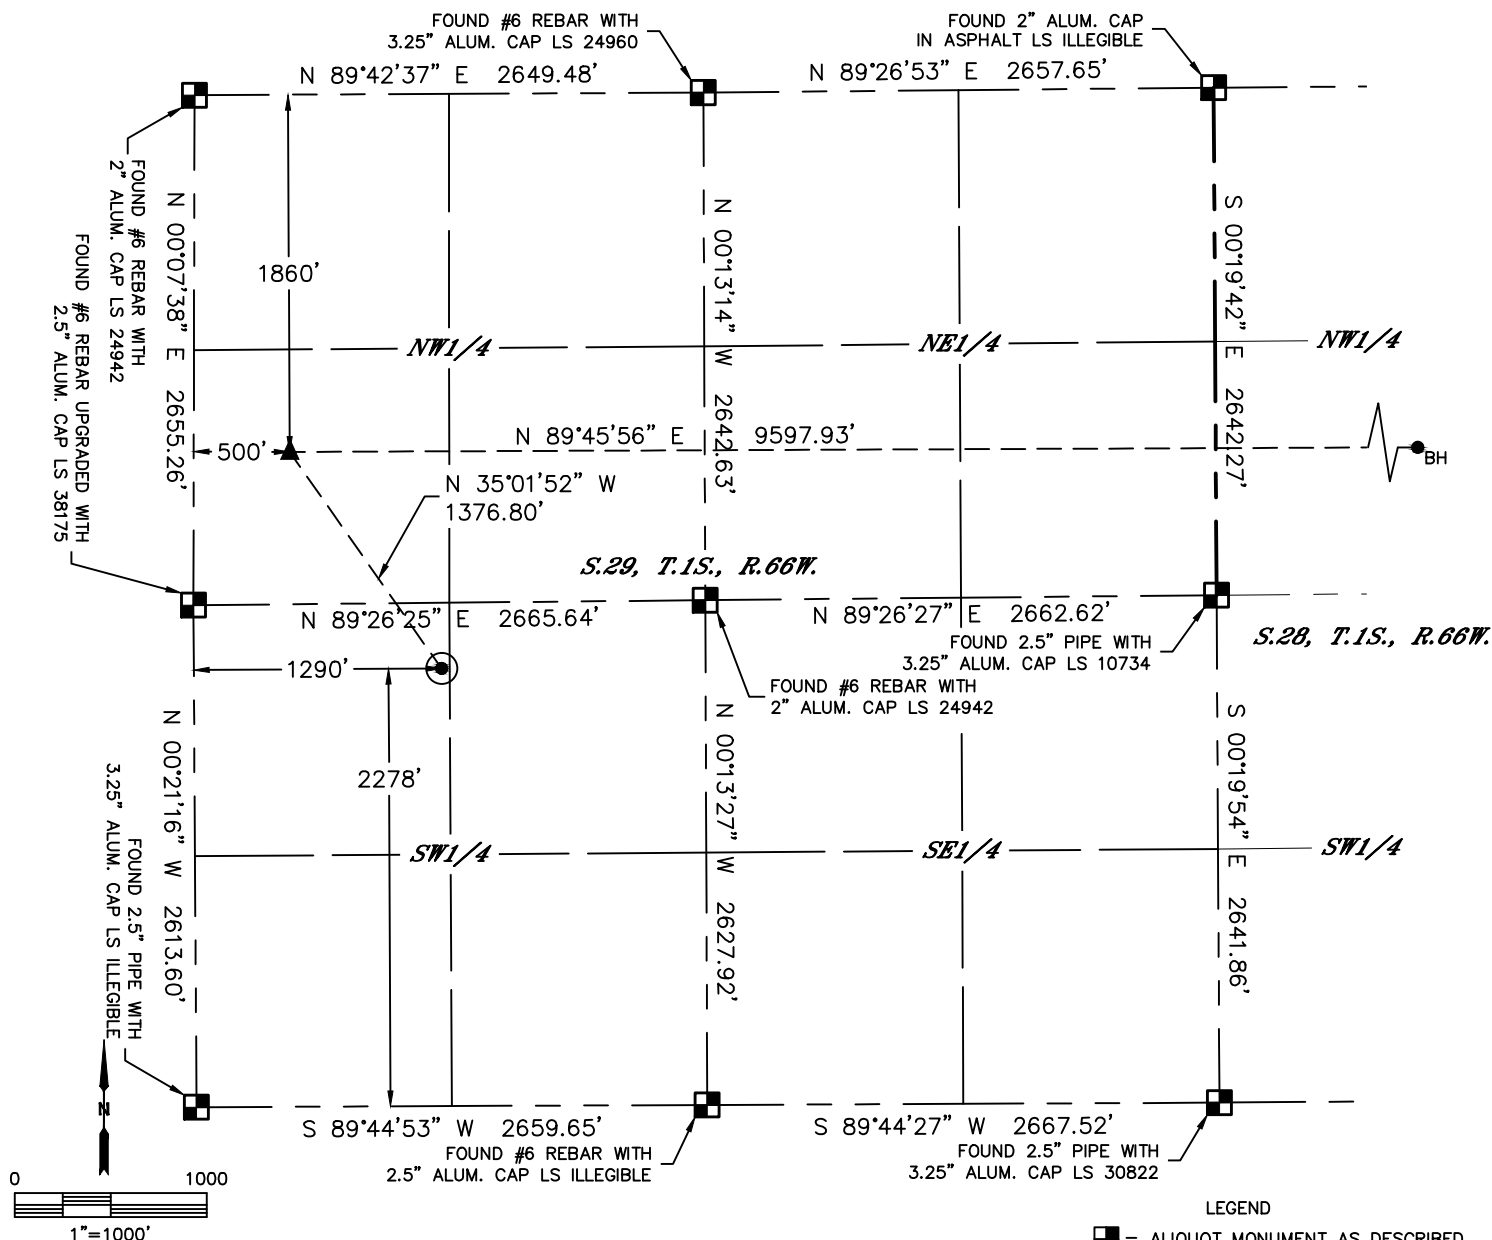 FOUND #6 REBAR WITH
3.25" ALUM. CAP LS 24960
FOUND 2" ALUM. CAP
IN ASPHALT LS ILLEGIBLE
N 89°42'37" E 2649.48'
N 89°26'53" E 2657.65'
FOUND #6 REBAR WITH
2" ALUM. CAP LS 24942
FOUND #6 REBAR UPGRADED WITH
2.5" ALUM. CAP LS 38175
N 00°07'38" E 2655.26'
1860'
N 00°13'14" W 2642.63'
S 00°19'42" E 2642.27'
NW1/4
NE1/4
NW1/4
500'
N 89°45'56" E 9597.93'
BH
N 35°01'52" W
1376.80'
S.29, T.1S., R.66W.
N 89°26'25" E 2665.64'
N 89°26'27" E 2662.62'
S.28, T.1S., R.66W.
FOUND 2.5" PIPE WITH
3.25" ALUM. CAP LS 10734
1290'
FOUND #6 REBAR WITH
2" ALUM. CAP LS 24942
N 00°21'16" W 2613.60'
2278'
N 00°13'27" W 2627.92'
S 00°19'54" E 2641.86'
FOUND 2.5" PIPE WITH
3.25" ALUM. CAP LS ILLEGIBLE
SW1/4
SE1/4
SW1/4
N
S 89°44'53" W 2659.65'
S 89°44'27" W 2667.52'
FOUND #6 REBAR WITH
2.5" ALUM. CAP LS ILLEGIBLE
FOUND 2.5" PIPE WITH
3.25" ALUM. CAP LS 30822
0 1000
1"=1000'
LEGEND
= ALIQUOT MONUMENT AS DESCRIBED